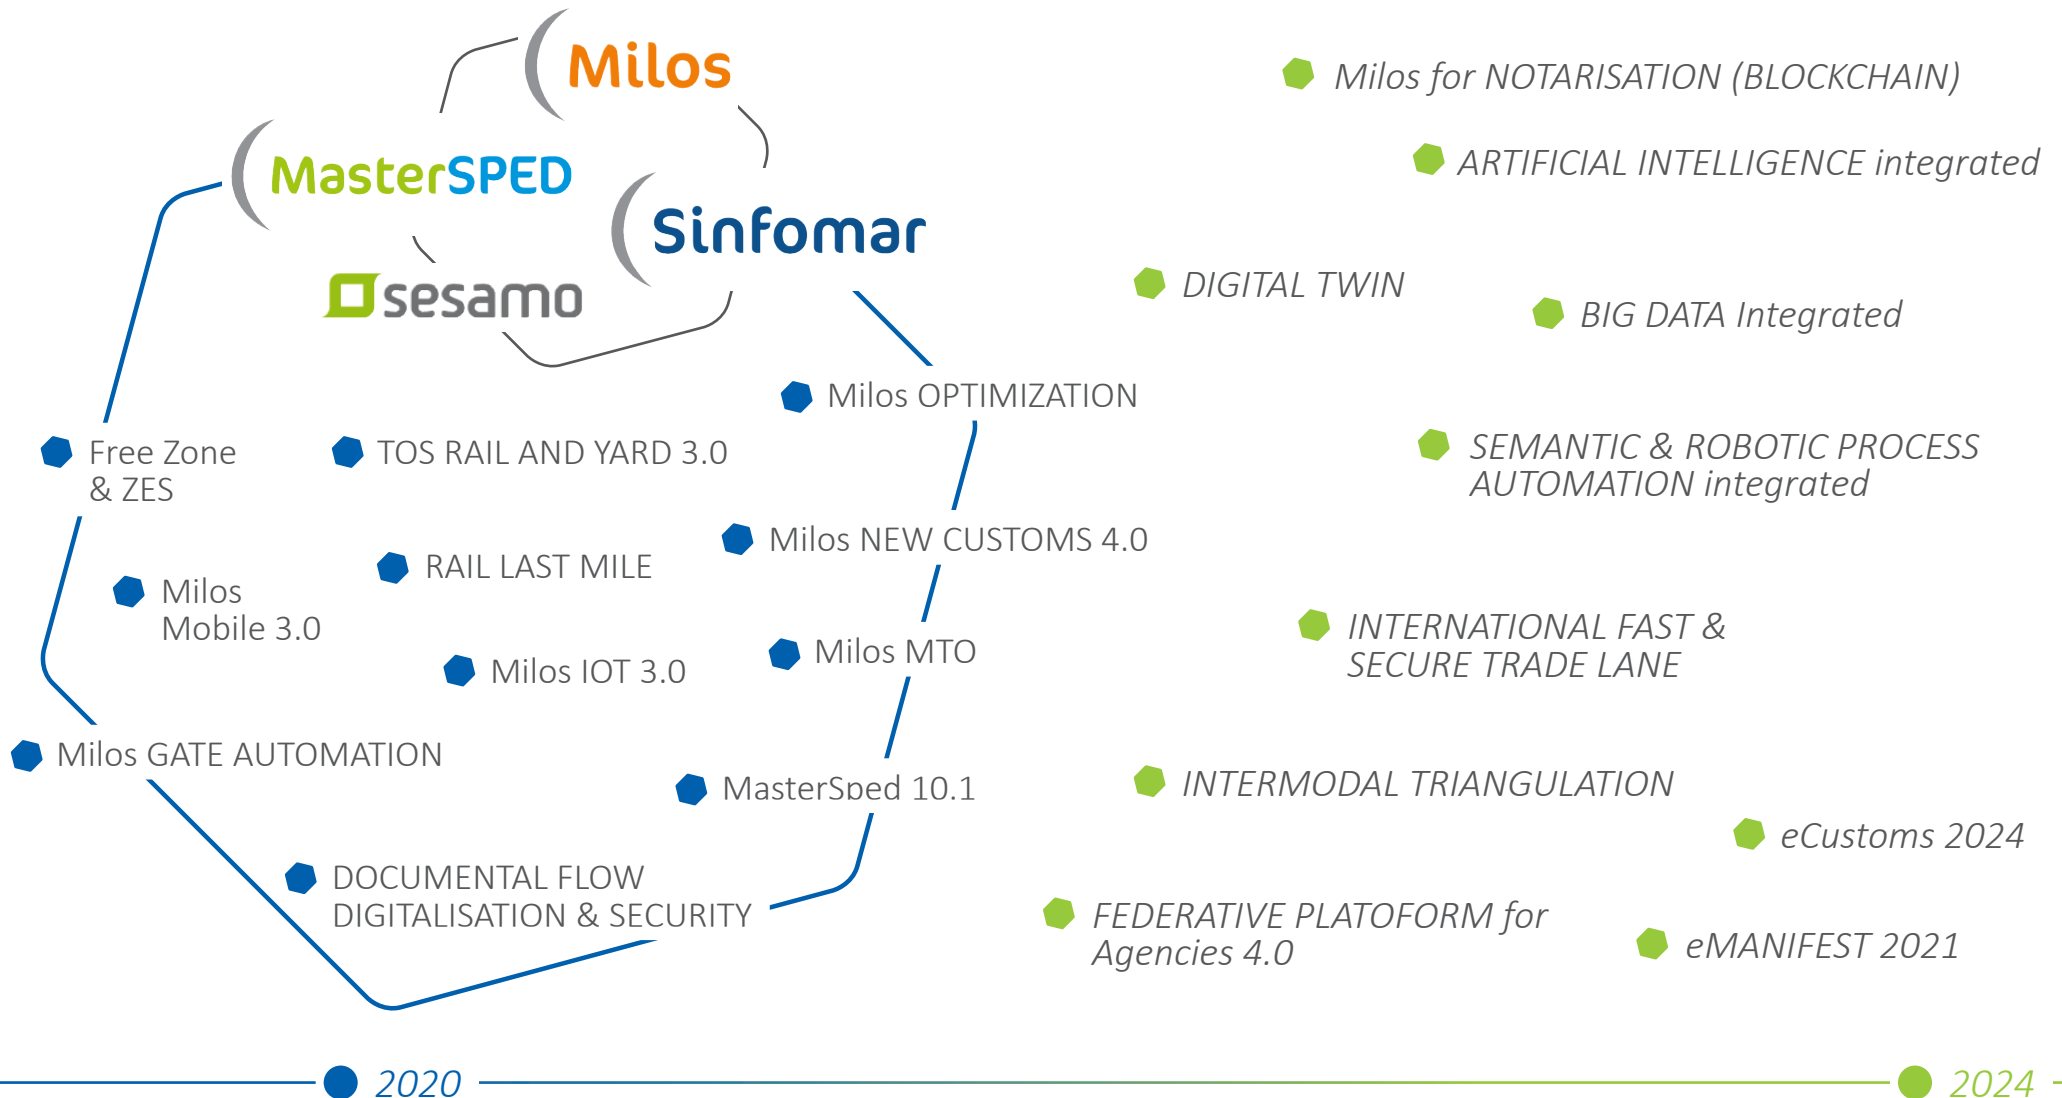 Milos
MasterSPED
Sinfomar
sesamo
Milos OPTIMIZATION
Free Zone
& ZES
TOS RAIL AND YARD 3.0
Milos NEW CUSTOMS 4.0
RAIL LAST MILE
Milos
Mobile 3.0
Milos MTO
Milos IOT 3.0
Milos GATE AUTOMATION
MasterSped 10.1
DOCUMENTAL FLOW
DIGITALISATION & SECURITY
Milos for NOTARISATION (BLOCKCHAIN)
ARTIFICIAL INTELLIGENCE integrated
DIGITAL TWIN
BIG DATA Integrated
SEMANTIC & ROBOTIC PROCESS
AUTOMATION integrated
INTERNATIONAL FAST &
SECURE TRADE LANE
INTERMODAL TRIANGULATION
eCustoms 2024
FEDERATIVE PLATOFORM for
Agencies 4.0
eMANIFEST 2021
2020
2024